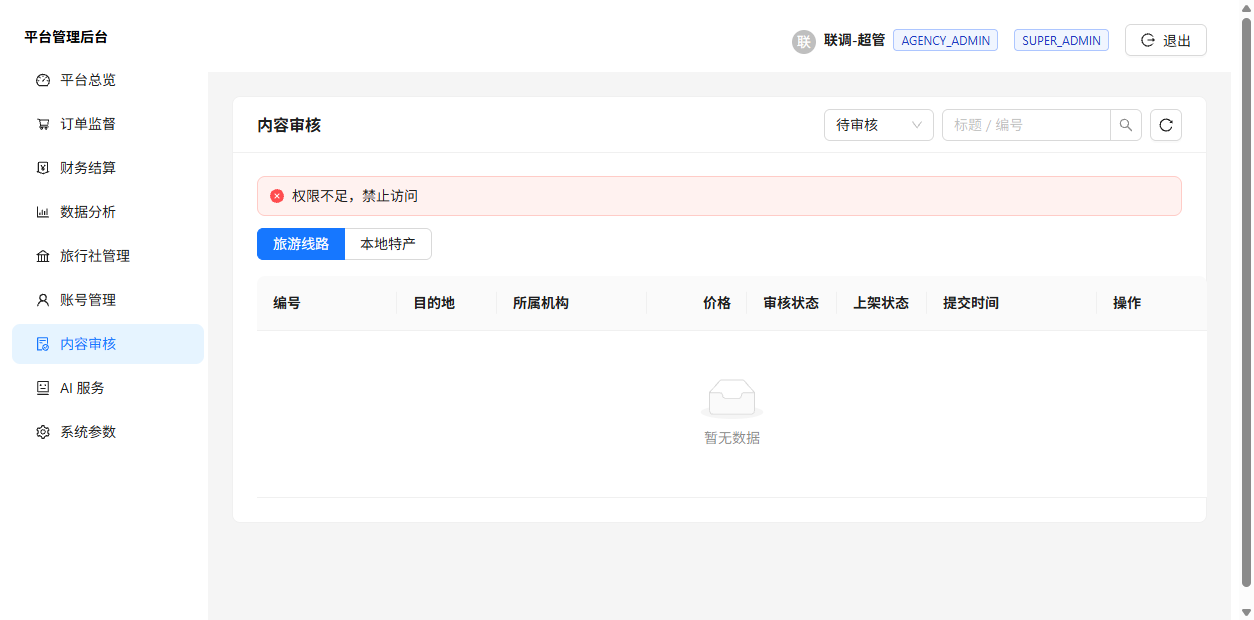 平台管理后台
联 联调-超管 AGENCY_ADMIN SUPER_ADMIN 退出
平台总览
订单监督
财务结算
数据分析
旅行社管理
账号管理
内容审核
AI 服务
系统参数
内容审核 待审核 标题 / 编号
权限不足，禁止访问
旅游线路 本地特产
编号 目的地 所属机构 价格 审核状态 上架状态 提交时间 操作
暂无数据